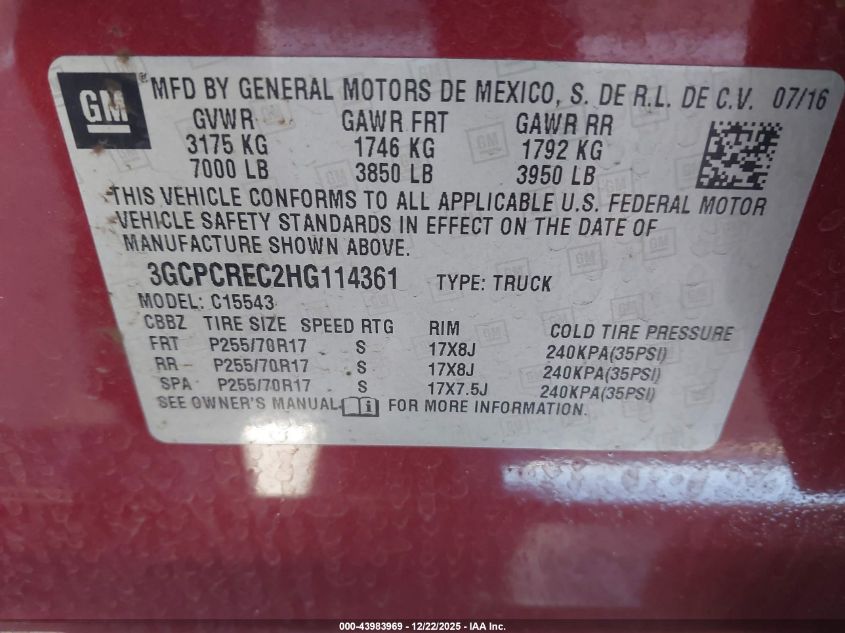 GM
MFD BY GENERAL MOTORS DE MEXICO, S. DE R.L. DE C.V. 07/16
GVWR GAWR FRT GAWR RR
3175 KG 1746 KG 1792 KG
7000 LB 3850 LB 3950 LB
THIS VEHICLE CONFORMS TO ALL APPLICABLE U.S. FEDERAL MOTOR
VEHICLE SAFETY STANDARDS IN EFFECT ON THE DATE OF
MANUFACTURE SHOWN ABOVE.
3GCPCREC2HG114361 TYPE: TRUCK
MODEL: C15543
CBBZ TIRE SIZE SPEED RTG RIM COLD TIRE PRESSURE
FRT P255/70R17 S 17X8J 240KPA(35PSI)
RR P255/70R17 S 17X8J 240KPA(35PSI)
SPA P255/70R17 S 17X7.5J 240KPA(35PSI)
SEE OWNER'S MANUAL FOR MORE INFORMATION.
000-43983969 - 12/22/2025 - IAA Inc.